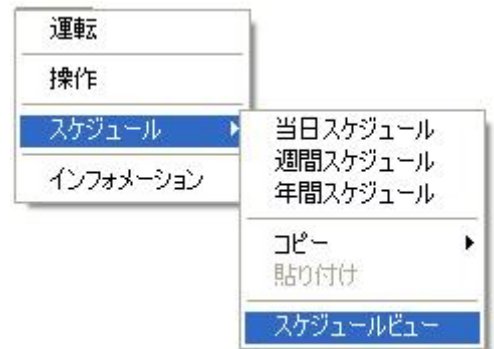 運転
操作
スケジュール
インフォメーション
当日スケジュール
週間スケジュール
年間スケジュール
コピー
貼り付け
スケジュールビュー